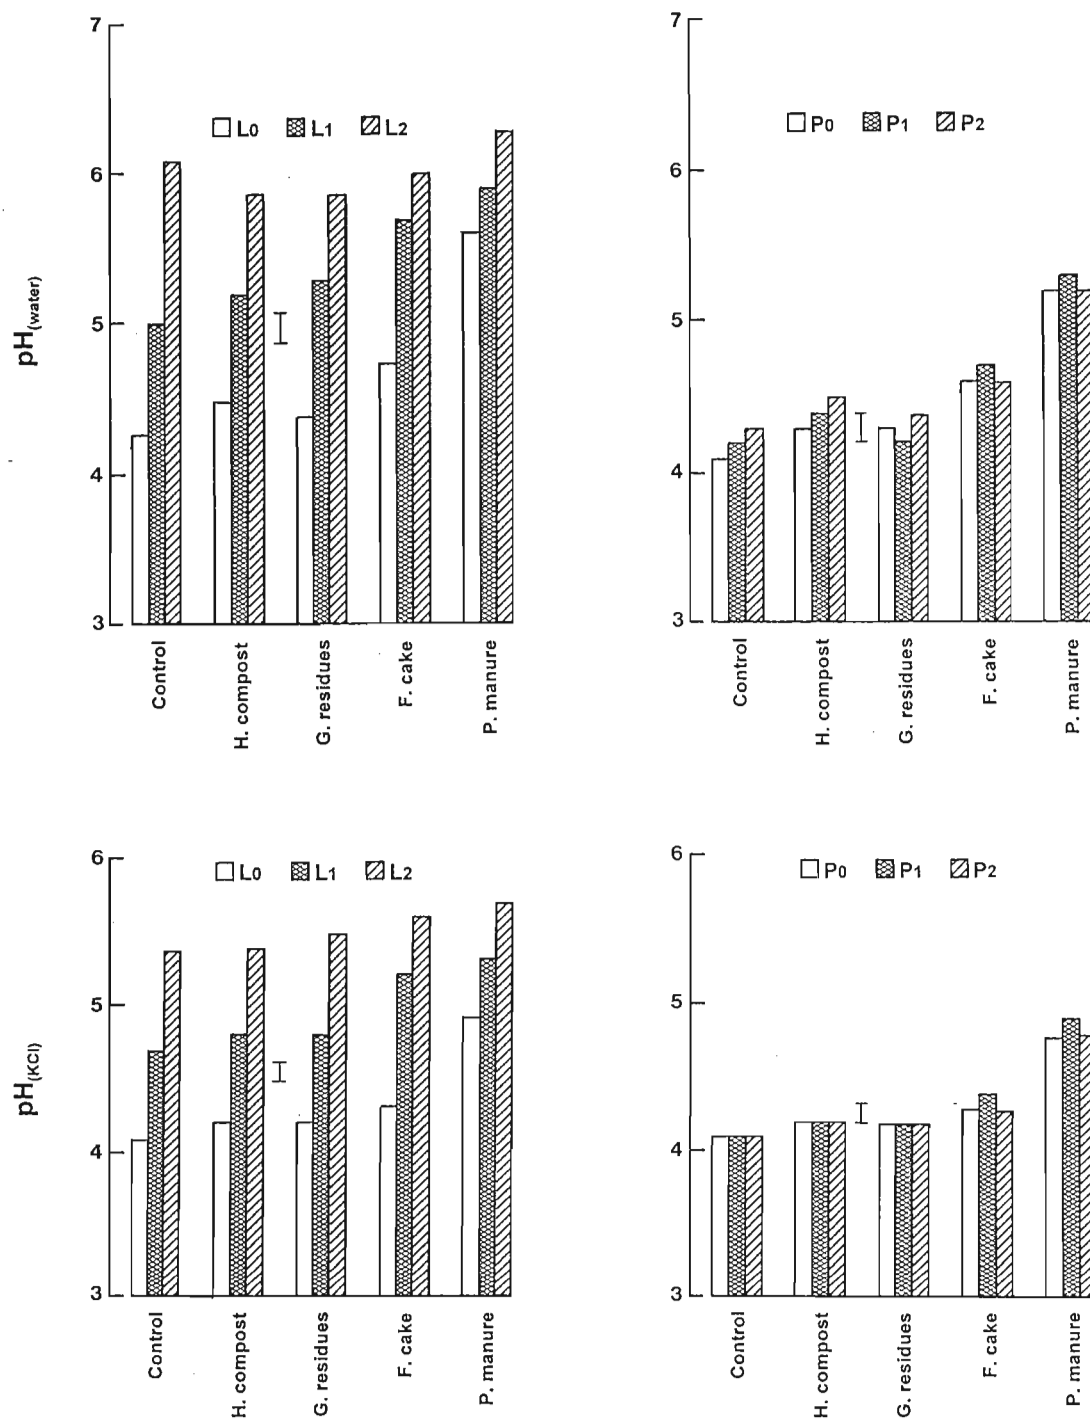 7
6
5
4
3
pH(water)
L0 L1 L2
Control
H. compost
G. residues
F. cake
P. manure
7
6
5
4
3
P0 P1 P2
Control
H. compost
G. residues
F. cake
P. manure
6
5
4
3
pH(KCl)
L0 L1 L2
Control
H. compost
G. residues
F. cake
P. manure
6
5
4
3
P0 P1 P2
Control
H. compost
G. residues
F. cake
P. manure